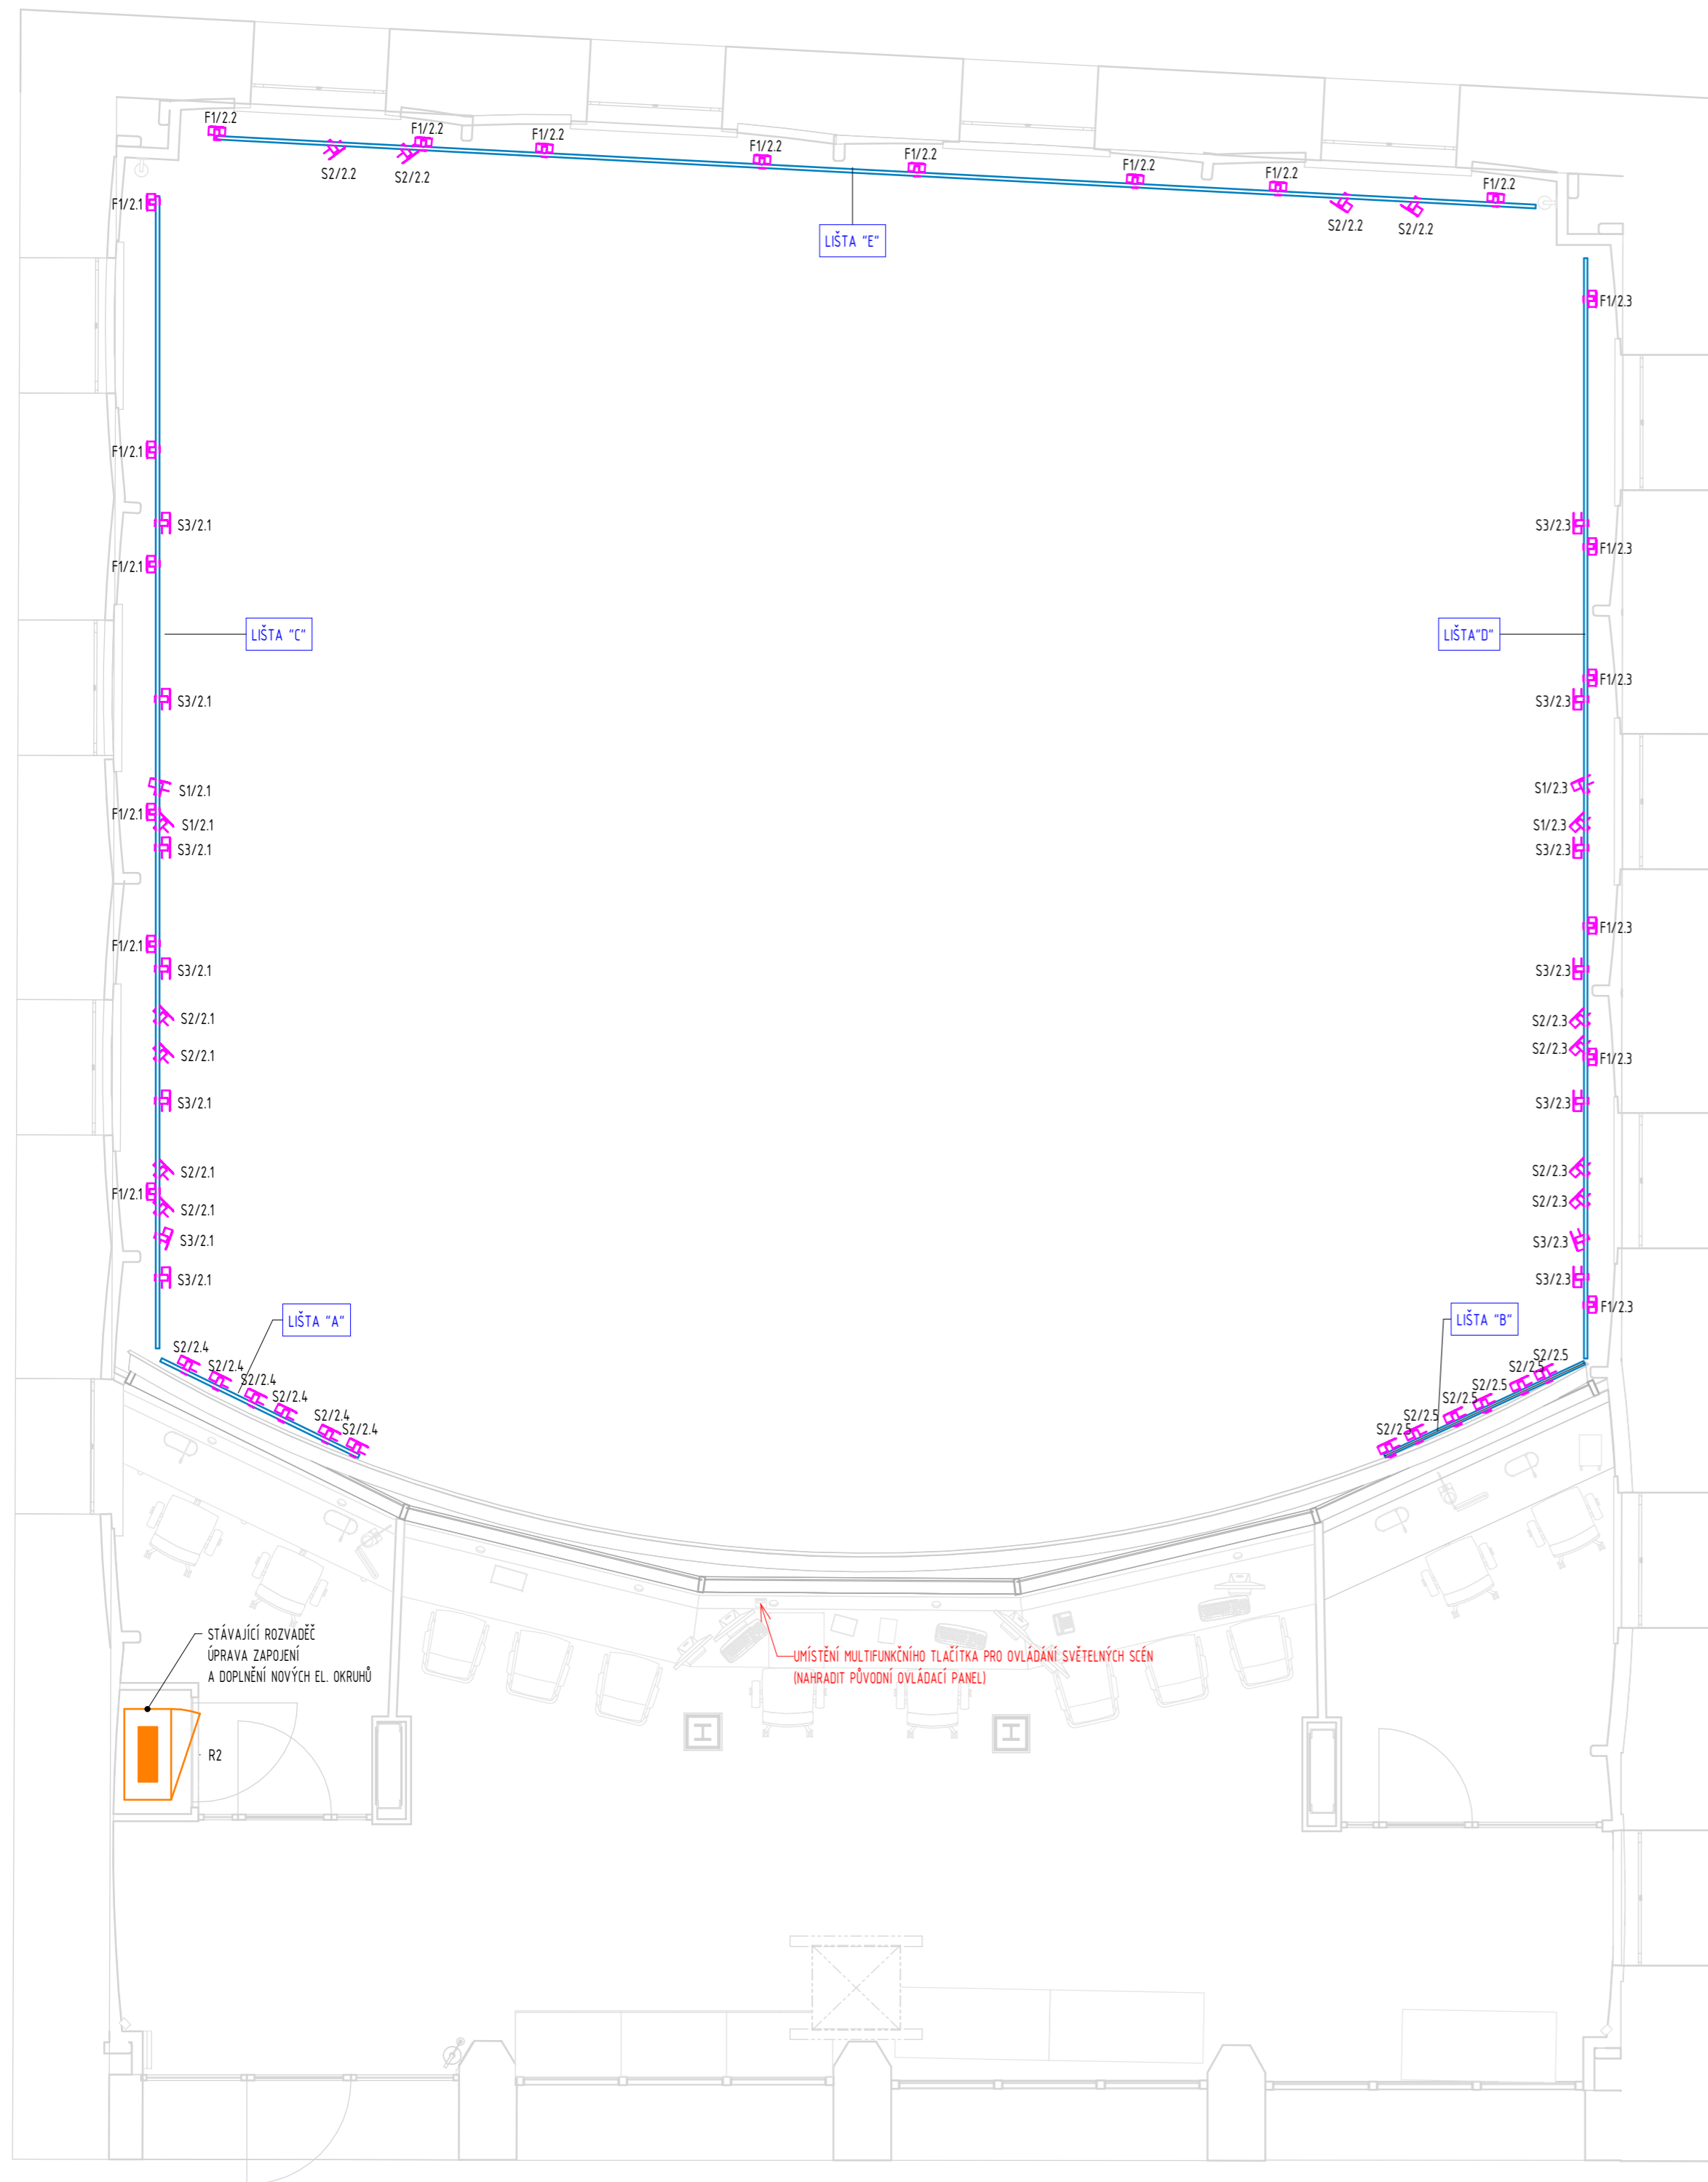 F1/2.2
F1/2.2
F1/2.2
F1/2.2
F1/2.2
F1/2.2
F1/2.2
F1/2.2
S2/2.2
S2/2.2
S2/2.2
S2/2.2
LIŠTA "E"
F1/2.1
F1/2.3
F1/2.1
S3/2.1
S3/2.3
F1/2.3
F1/2.1
LIŠTA "C"
LIŠTA"D"
F1/2.3
S3/2.1
S3/2.3
S1/2.1
S1/2.3
F1/2.1
S1/2.1
S1/2.3
S3/2.1
S3/2.3
F1/2.3
F1/2.1
S3/2.1
S3/2.3
S2/2.1
S2/2.3
S2/2.1
S2/2.3
F1/2.3
S3/2.1
S3/2.3
S2/2.1
S2/2.3
F1/2.1
S2/2.3
S2/2.1
S3/2.1
S3/2.3
S3/2.1
S3/2.3
F1/2.3
LIŠTA "A"
LIŠTA "B"
S2/2.4
S2/2.4
S2/2.4
S2/2.4
S2/2.4
S2/2.4
S2/2.5
S2/2.5
S2/2.5
S2/2.5
S2/2.5
S2/2.5
STÁVAJÍCÍ ROZVADĚČ
ÚPRAVA ZAPOJENÍ
A DOPLNĚNÍ NOVÝCH EL. OKRUHŮ
UMÍSTĚNÍ MULTIFUNKČNÍHO TLAČÍTKA PRO OVLÁDÁNÍ SVĚTELNÝCH SCÉN
(NAHRADIT PŮVODNÍ OVLÁDACÍ PANEL)
R2